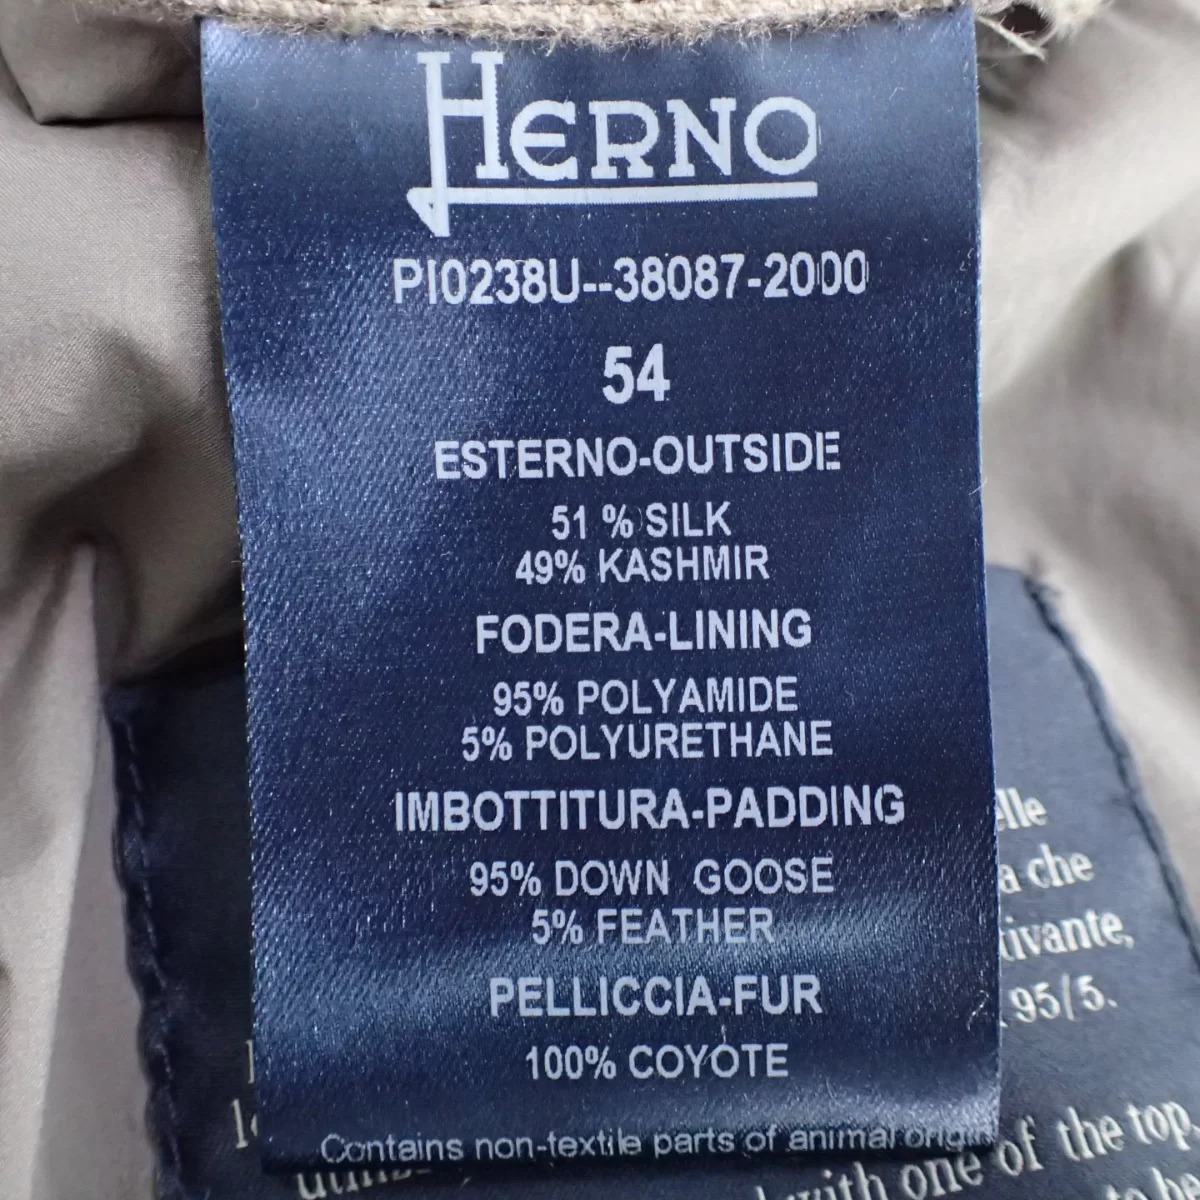 HERNO
PI0238U--38087-2000
54
ESTERNO-OUTSIDE
51 % SILK
49% KASHMIR
FODERA-LINING
95% POLYAMIDE
5% POLYURETHANE
IMBOTTITURA-PADDING
95% DOWN GOOSE
5% FEATHER
PELLICCIA-FUR
100% COYOTE
Contains non-textile parts of animal origin
che
95/5.
with one of the top